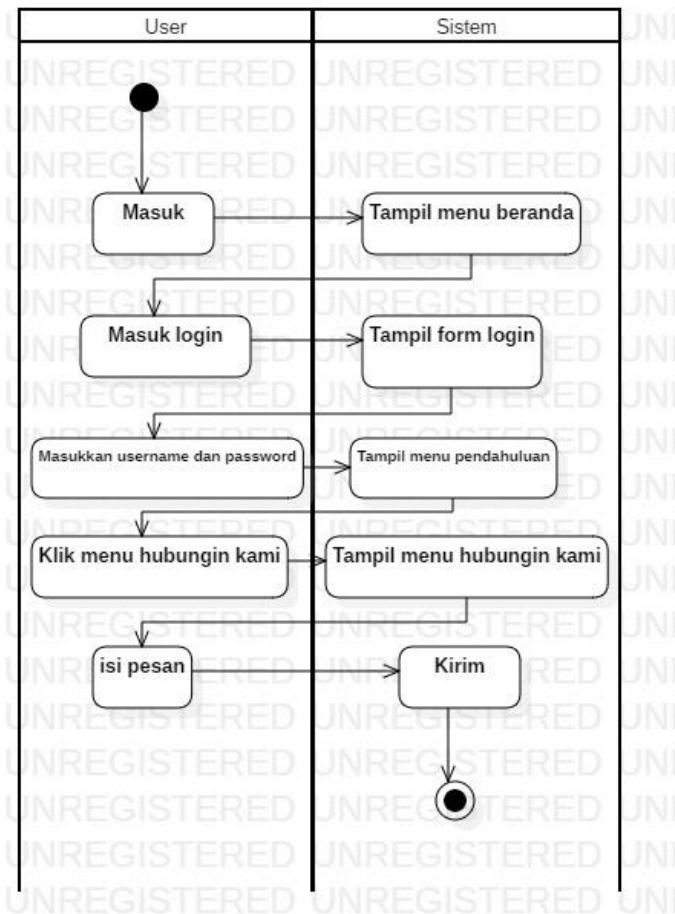 User Sistem
Masuk Tampil menu beranda
Masuk login Tampil form login
Masukkan username dan password Tampil menu pendahuluan
Klik menu hubungin kami Tampil menu hubungin kami
isi pesan Kirim
UNREGISTERED